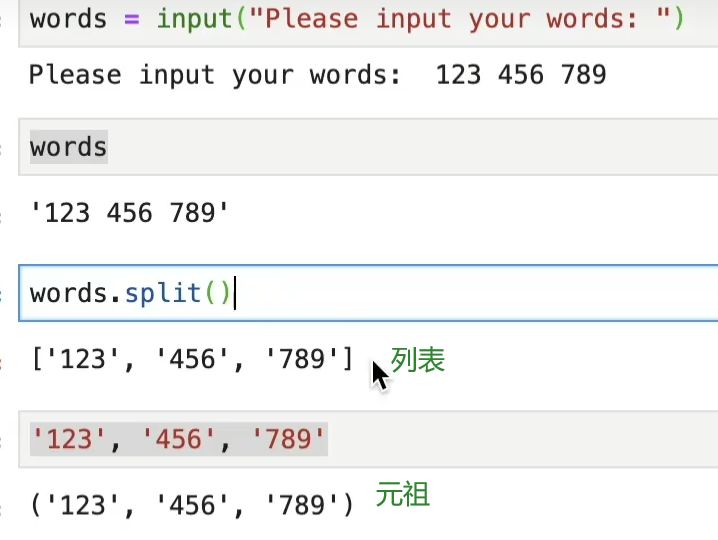 words = input("Please input your words: ")
Please input your words:  123 456 789
words
'123 456 789'
words.split()
['123', '456', '789'] 列表
'123', '456', '789'
('123', '456', '789') 元祖